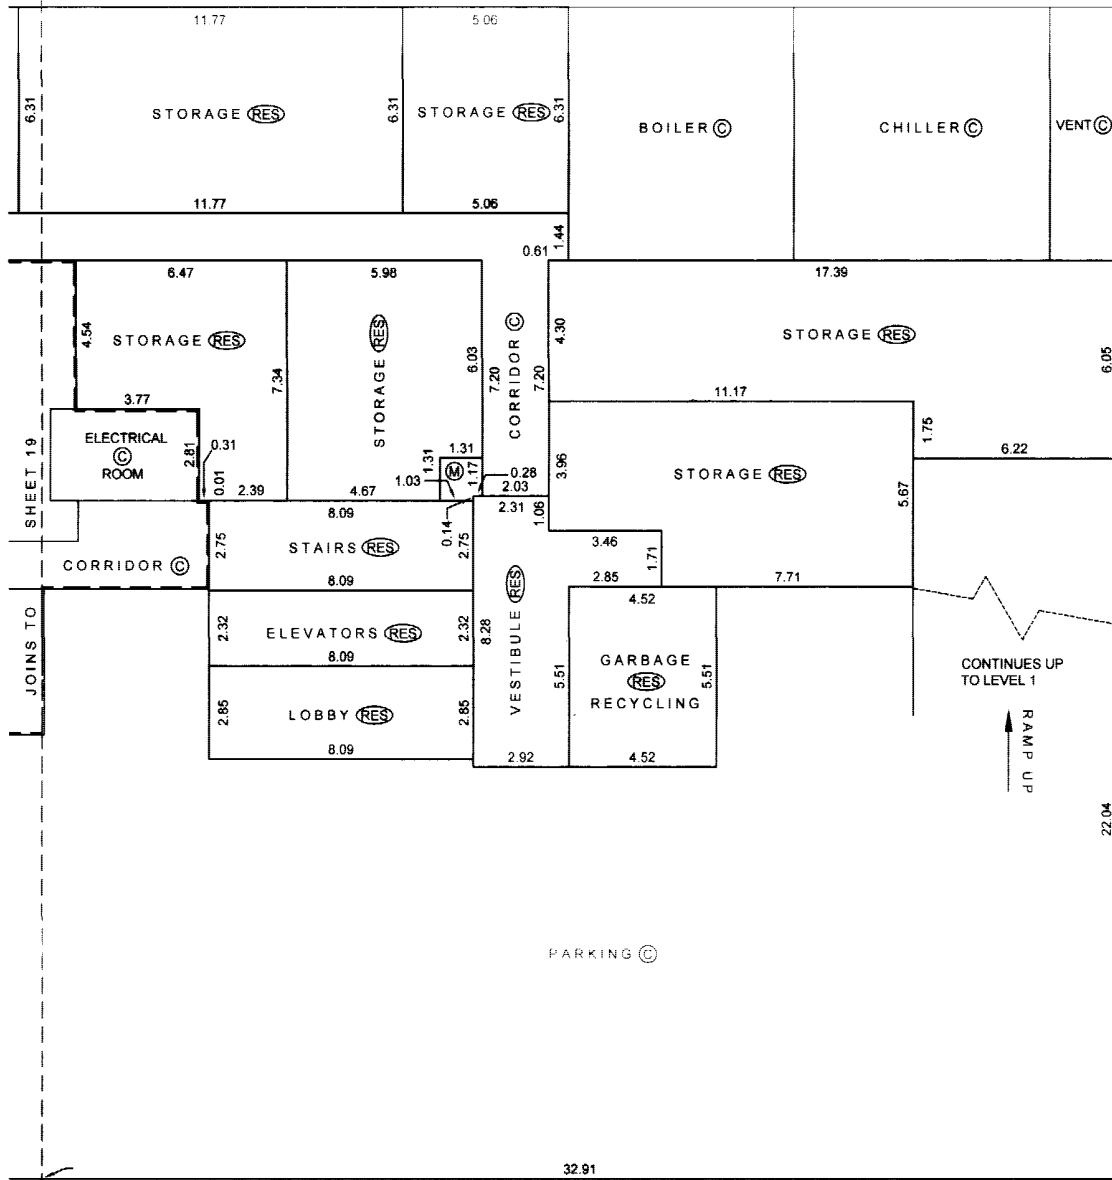 11.77
5.06
6.31
STORAGE RES
6.31
STORAGE RES
6.31
BOILER C
CHILLER C
VENT C
11.77
5.06
0.61
1.44
6.47
5.98
17.39
4.54
STORAGE RES
7.34
STORAGE RES
6.03
7.20
CORRIDOR C
7.20
4.30
STORAGE RES
6.05
3.77
11.17
1.75
6.22
SHEET 19
ELECTRICAL
C
ROOM
2.81
0.31
0.01
2.39
4.67
1.31
1.31
M
1.17
1.03
0.28
2.03
3.96
STORAGE RES
5.67
8.09
2.31
1.06
0.14
2.75
STAIRS RES
2.75
3.46
1.71
CORRIDOR C
8.09
2.85
7.71
4.52
JOINS TO
2.32
ELEVATORS RES
2.32
8.28
VESTIBULE RES
8.09
5.51
GARBAGE
RES
RECYCLING
5.51
CONTINUES UP
TO LEVEL 1
2.85
LOBBY RES
2.85
RAMP UP
8.09
2.92
4.52
22.04
PARKING C
32.91